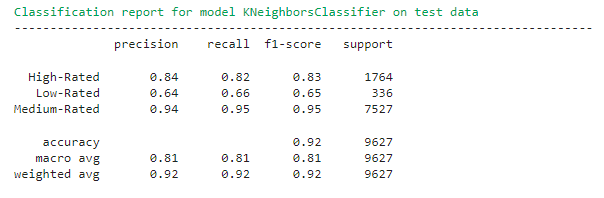 Classification report for model KNeighborsClassifier on test data
--------------------------------------------------------------------------------
precision recall f1-score support
High-Rated 0.84 0.82 0.83 1764
Low-Rated 0.64 0.66 0.65 336
Medium-Rated 0.94 0.95 0.95 7527
accuracy 0.92 9627
macro avg 0.81 0.81 0.81 9627
weighted avg 0.92 0.92 0.92 9627